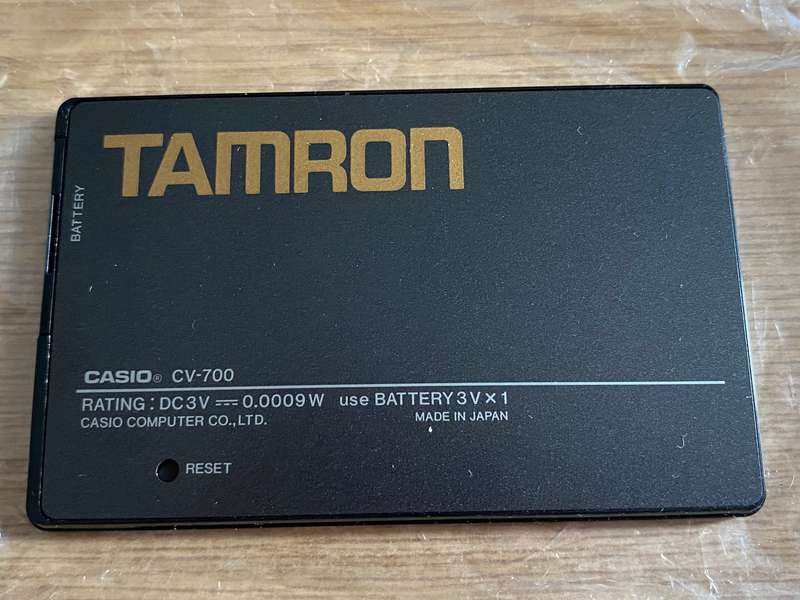 TAMRON
BATTERY
CASIO® CV-700
RATING : DC3V ⎓ 0.0009W use BATTERY 3V×1
CASIO COMPUTER CO.,LTD. MADE IN JAPAN
RESET